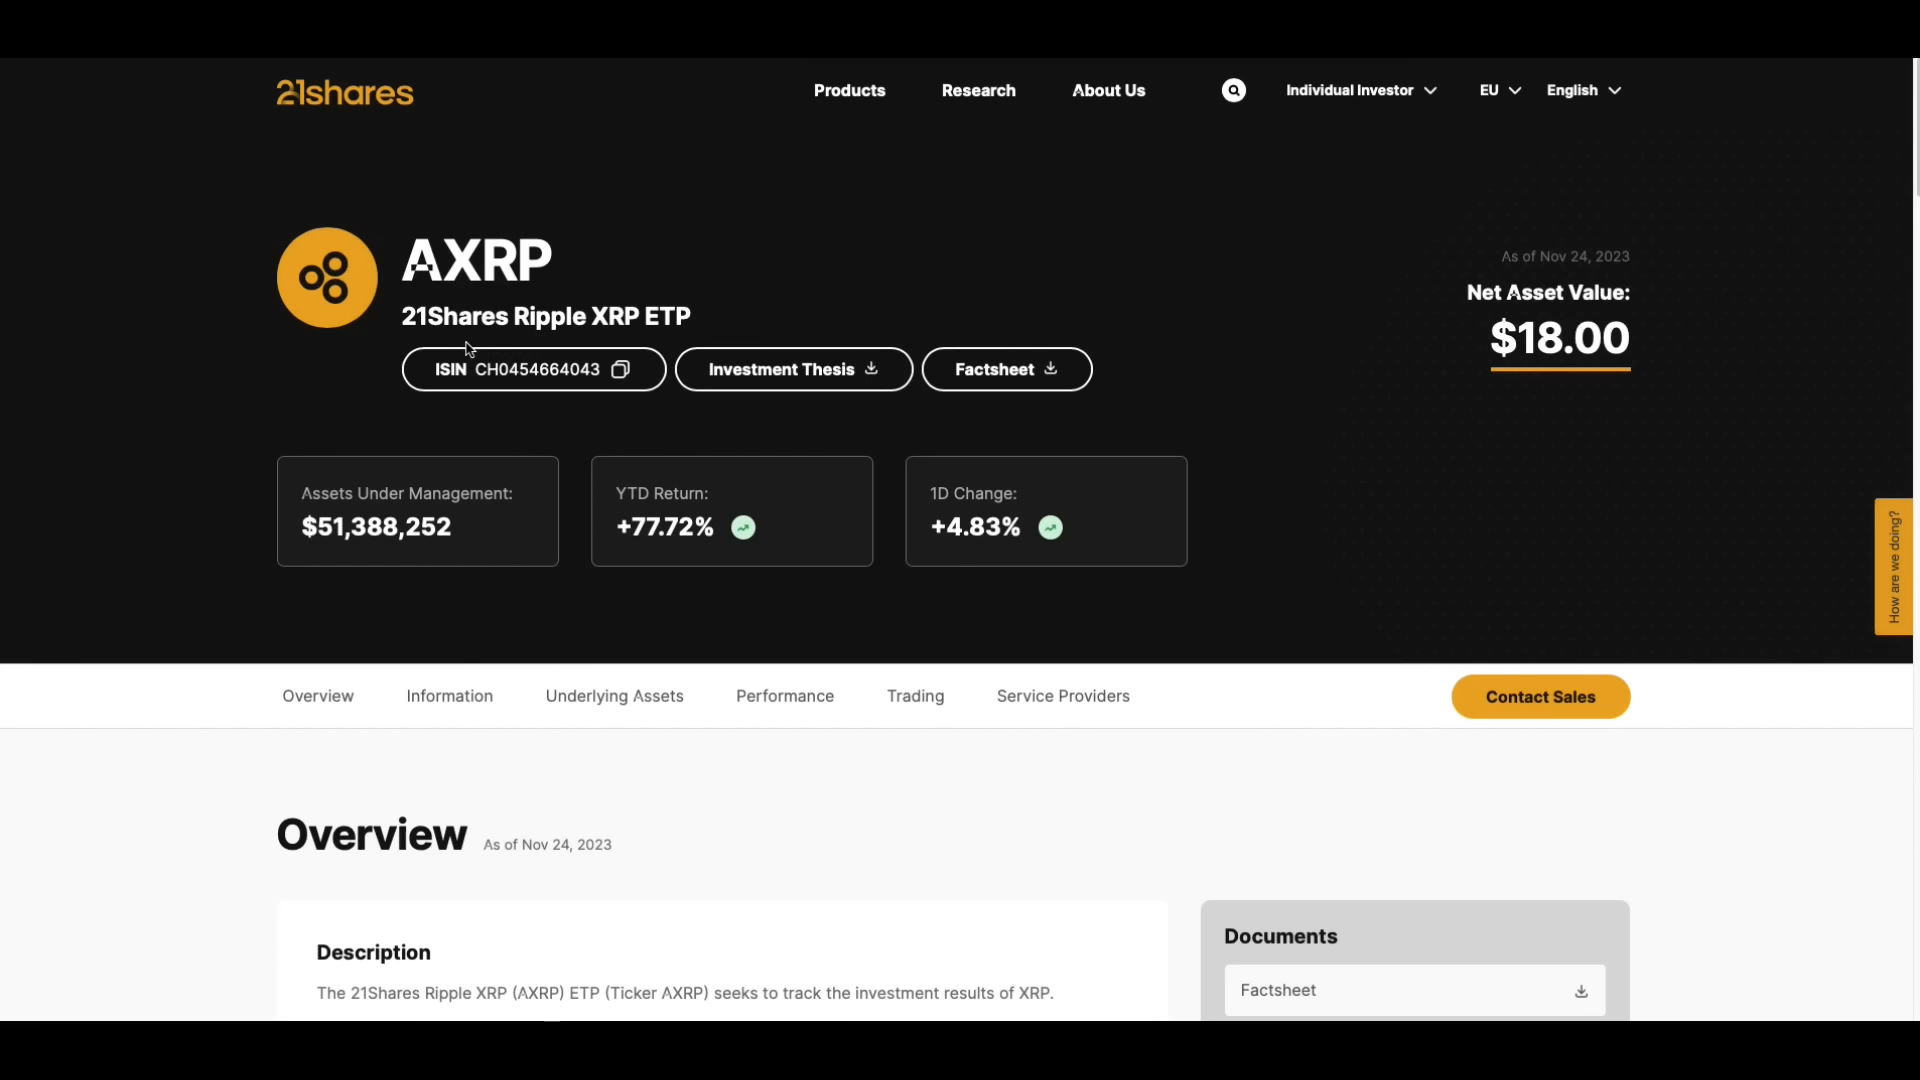 21shares
Products Research About Us Individual Investor EU English
AXRP
21Shares Ripple XRP ETP
ISIN CH0454664043 Investment Thesis Factsheet
As of Nov 24, 2023
Net Asset Value:
$18.00
Assets Under Management:
$51,388,252
YTD Return:
+77.72%
1D Change:
+4.83%
How are we doing?
Overview Information Underlying Assets Performance Trading Service Providers Contact Sales
Overview As of Nov 24, 2023
Description
The 21Shares Ripple XRP (AXRP) ETP (Ticker AXRP) seeks to track the investment results of XRP.
Documents
Factsheet